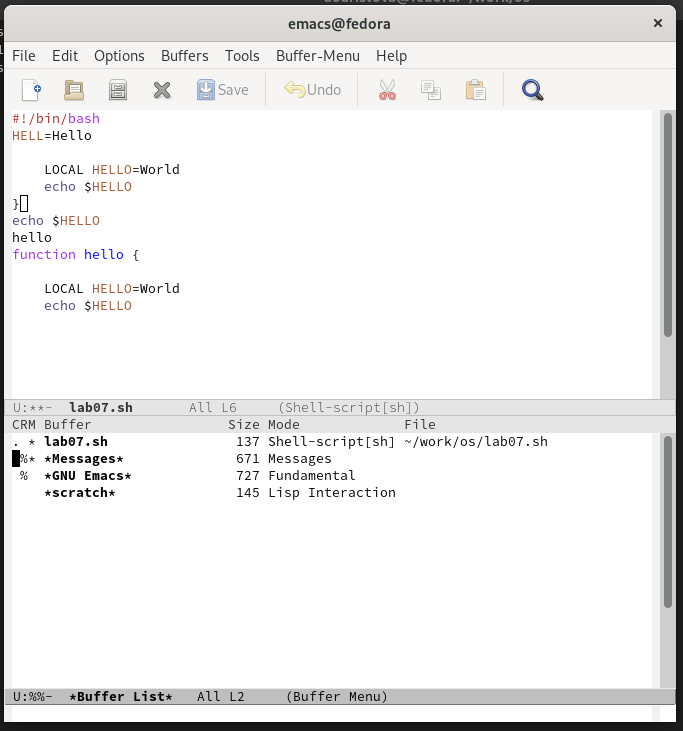 emacs@fedora ×
File Edit Options Buffers Tools Buffer-Menu Help
Save Undo
#!/bin/bash
HELL=Hello
LOCAL HELLO=World
echo $HELLO
}
echo $HELLO
hello
function hello {
LOCAL HELLO=World
echo $HELLO
U:**- lab07.sh All L6 (Shell-script[sh])
CRM Buffer Size Mode File
. * lab07.sh 137 Shell-script[sh] ~/work/os/lab07.sh
%* *Messages* 671 Messages
% *GNU Emacs* 727 Fundamental
*scratch* 145 Lisp Interaction
U:%%- *Buffer List* All L2 (Buffer Menu)